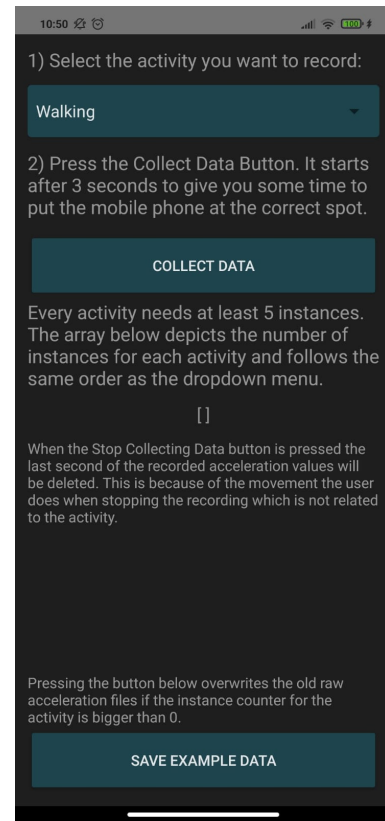 10:50
100
1) Select the activity you want to record:
Walking
2) Press the Collect Data Button. It starts
after 3 seconds to give you some time to
put the mobile phone at the correct spot.
COLLECT DATA
Every activity needs at least 5 instances.
The array below depicts the number of
instances for each activity and follows the
same order as the dropdown menu.
[]
When the Stop Collecting Data button is pressed the
last second of the recorded acceleration values will
be deleted. This is because of the movement the user
does when stopping the recording which is not related
to the activity.
Pressing the button below overwrites the old raw
acceleration files if the instance counter for the
activity is bigger than 0.
SAVE EXAMPLE DATA